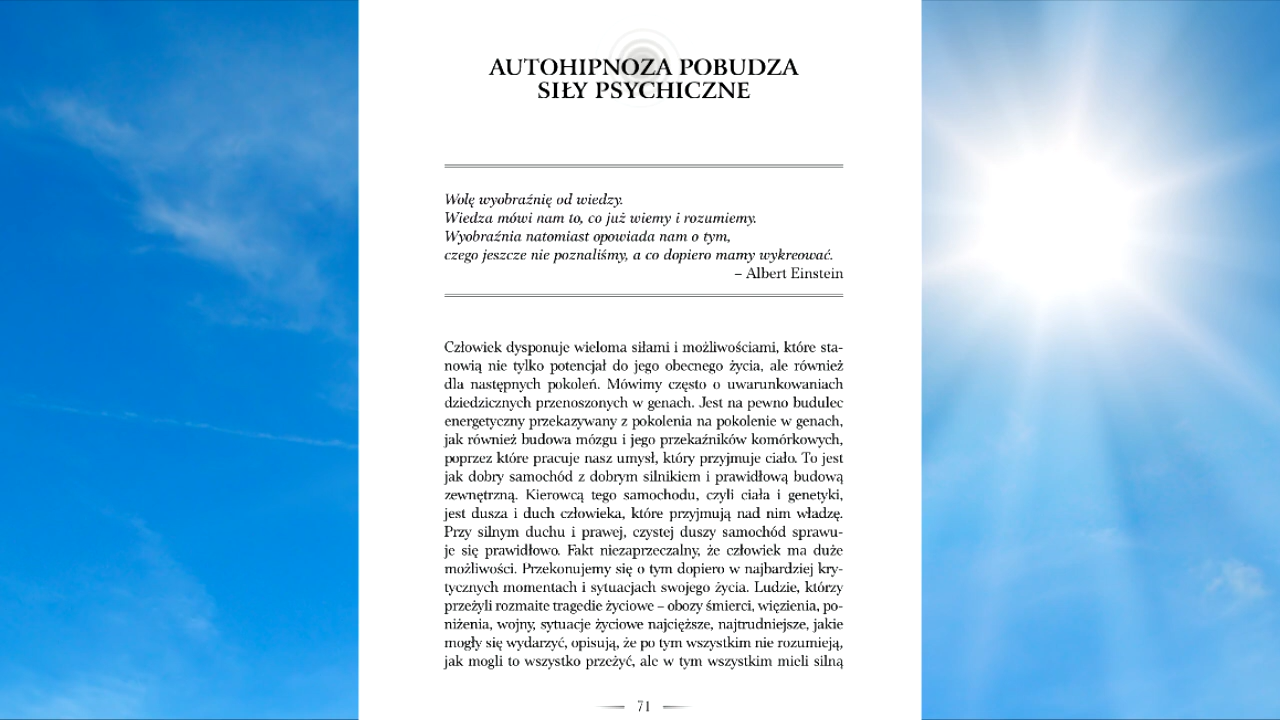 AUTOHIPNOZA POBUDZA
SIŁY PSYCHICZNE
Wolę wyobraźnię od wiedzy.
Wiedza mówi nam to, co już wiemy i rozumiemy.
Wyobraźnia natomiast opowiada nam o tym,
czego jeszcze nie poznaliśmy, a co dopiero mamy wykreować.
– Albert Einstein
Człowiek dysponuje wieloma siłami i możliwościami, które sta-
nowią nie tylko potencjał do jego obecnego życia, ale również
dla następnych pokoleń. Mówimy często o uwarunkowaniach
dziedzicznych przenoszonych w genach. Jest na pewno budulec
energetyczny przekazywany z pokolenia na pokolenie w genach,
jak również budowa mózgu i jego przekaźników komórkowych,
poprzez które pracuje nasz umysł, który przyjmuje ciało. To jest
jak dobry samochód z dobrym silnikiem i prawidłową budową
zewnętrzną. Kierowcą tego samochodu, czyli ciała i genetyki,
jest dusza i duch człowieka, które przyjmują nad nim władzę.
Przy silnym duchu i prawej, czystej duszy samochód sprawu-
je się prawidłowo. Fakt niezaprzeczalny, że człowiek ma duże
możliwości. Przekonujemy się o tym dopiero w najbardziej kry-
tycznych momentach i sytuacjach swojego życia. Ludzie, którzy
przeżyli rozmaite tragedie życiowe – obozy śmierci, więzienia, po-
niżenia, wojny, sytuacje życiowe najcięższe, najtrudniejsze, jakie
mogły się wydarzyć, opisują, że po tym wszystkim nie rozumieją,
jak mogli to wszystko przeżyć, ale w tym wszystkim mieli silną
71